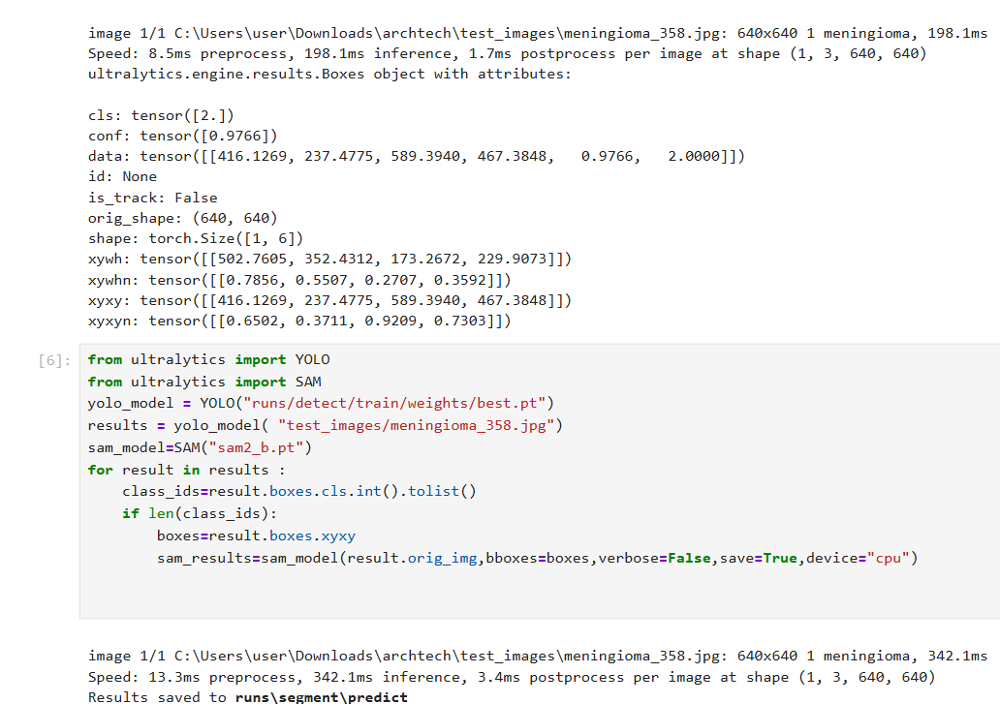 image 1/1 C:\Users\user\Downloads\archtech\test_images\meningioma_358.jpg: 640x640 1 meningioma, 198.1ms
Speed: 8.5ms preprocess, 198.1ms inference, 1.7ms postprocess per image at shape (1, 3, 640, 640)
ultralytics.engine.results.Boxes object with attributes:

cls: tensor([2.])
conf: tensor([0.9766])
data: tensor([[416.1269, 237.4775, 589.3940, 467.3848,   0.9766,   2.0000]])
id: None
is_track: False
orig_shape: (640, 640)
shape: torch.Size([1, 6])
xywh: tensor([[502.7605, 352.4312, 173.2672, 229.9073]])
xywhn: tensor([[0.7856, 0.5507, 0.2707, 0.3592]])
xyxy: tensor([[416.1269, 237.4775, 589.3940, 467.3848]])
xyxyn: tensor([[0.6502, 0.3711, 0.9209, 0.7303]])
[6]: from ultralytics import YOLO
from ultralytics import SAM
yolo_model = YOLO("runs/detect/train/weights/best.pt")
results = yolo_model( "test_images/meningioma_358.jpg")
sam_model=SAM("sam2_b.pt")
for result in results :
    class_ids=result.boxes.cls.int().tolist()
    if len(class_ids):
        boxes=result.boxes.xyxy
        sam_results=sam_model(result.orig_img,bboxes=boxes,verbose=False,save=True,device="cpu")
image 1/1 C:\Users\user\Downloads\archtech\test_images\meningioma_358.jpg: 640x640 1 meningioma, 342.1ms
Speed: 13.3ms preprocess, 342.1ms inference, 3.4ms postprocess per image at shape (1, 3, 640, 640)
Results saved to runs\segment\predict